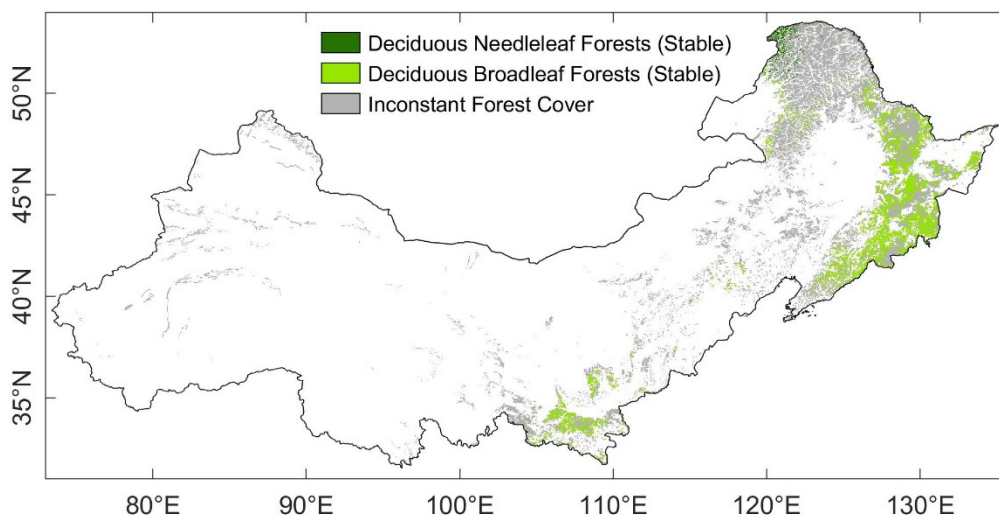 Deciduous Needleleaf Forests (Stable)
Deciduous Broadleaf Forests (Stable)
Inconstant Forest Cover
50°N
45°N
40°N
35°N
80°E
90°E
100°E
110°E
120°E
130°E